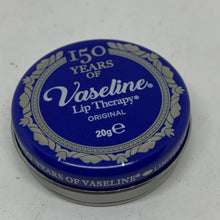 150
YEARS
OF
Vaseline®
Lip Therapy®
ORIGINAL
20g℮
YEARS OF VASELINE®